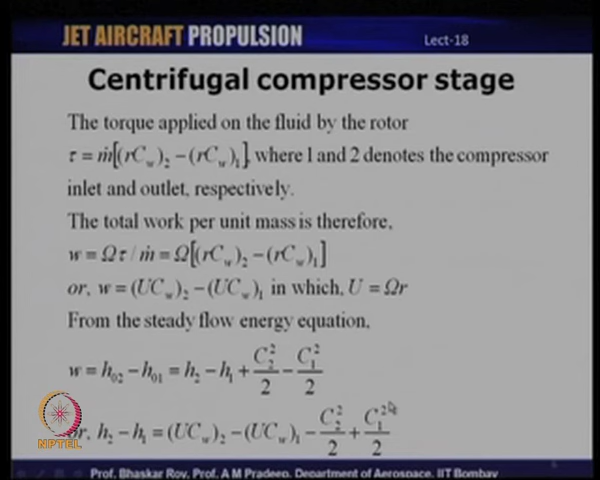 JET AIRCRAFT PROPULSION Lect-18
Centrifugal compressor stage
The torque applied on the fluid by the rotor
τ = ṁ[(rC_w)_2 − (rC_w)_1], where 1 and 2 denotes the compressor
inlet and outlet, respectively.
The total work per unit mass is therefore,
w = Ωτ / ṁ = Ω[(rC_w)_2 − (rC_w)_1]
or, w = (UC_w)_2 − (UC_w)_1 in which, U = Ωr
From the steady flow energy equation,
w = h_02 − h_01 = h_2 − h_1 + C_2^2/2 − C_1^2/2
or, h_2 − h_1 = (UC_w)_2 − (UC_w)_1 − C_2^2/2 + C_1^2/2
NPTEL
Prof. Bhaskar Roy, Prof. A M Pradeep, Department of Aerospace, IIT Bombay